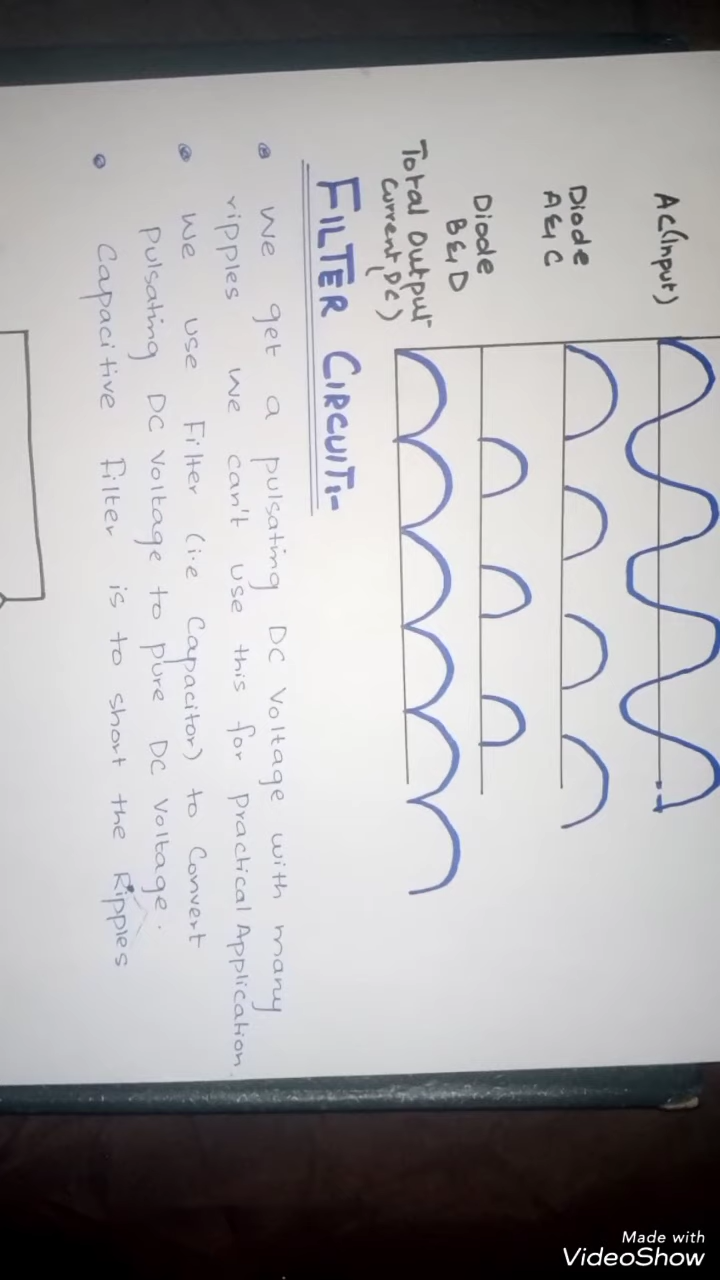 Ac(Input)
Diode
A & C
Diode
B & D
Total Output
Current (DC)
FILTER CIRCUIT:-
• We get a pulsating DC Voltage with many
ripples we can't use this for practical Application.
• We use Filter (i.e Capacitor) to Convert
Pulsating DC Voltage to pure DC Voltage.
• Capacitive Filter is to short the Ripples
Made with
VideoShow